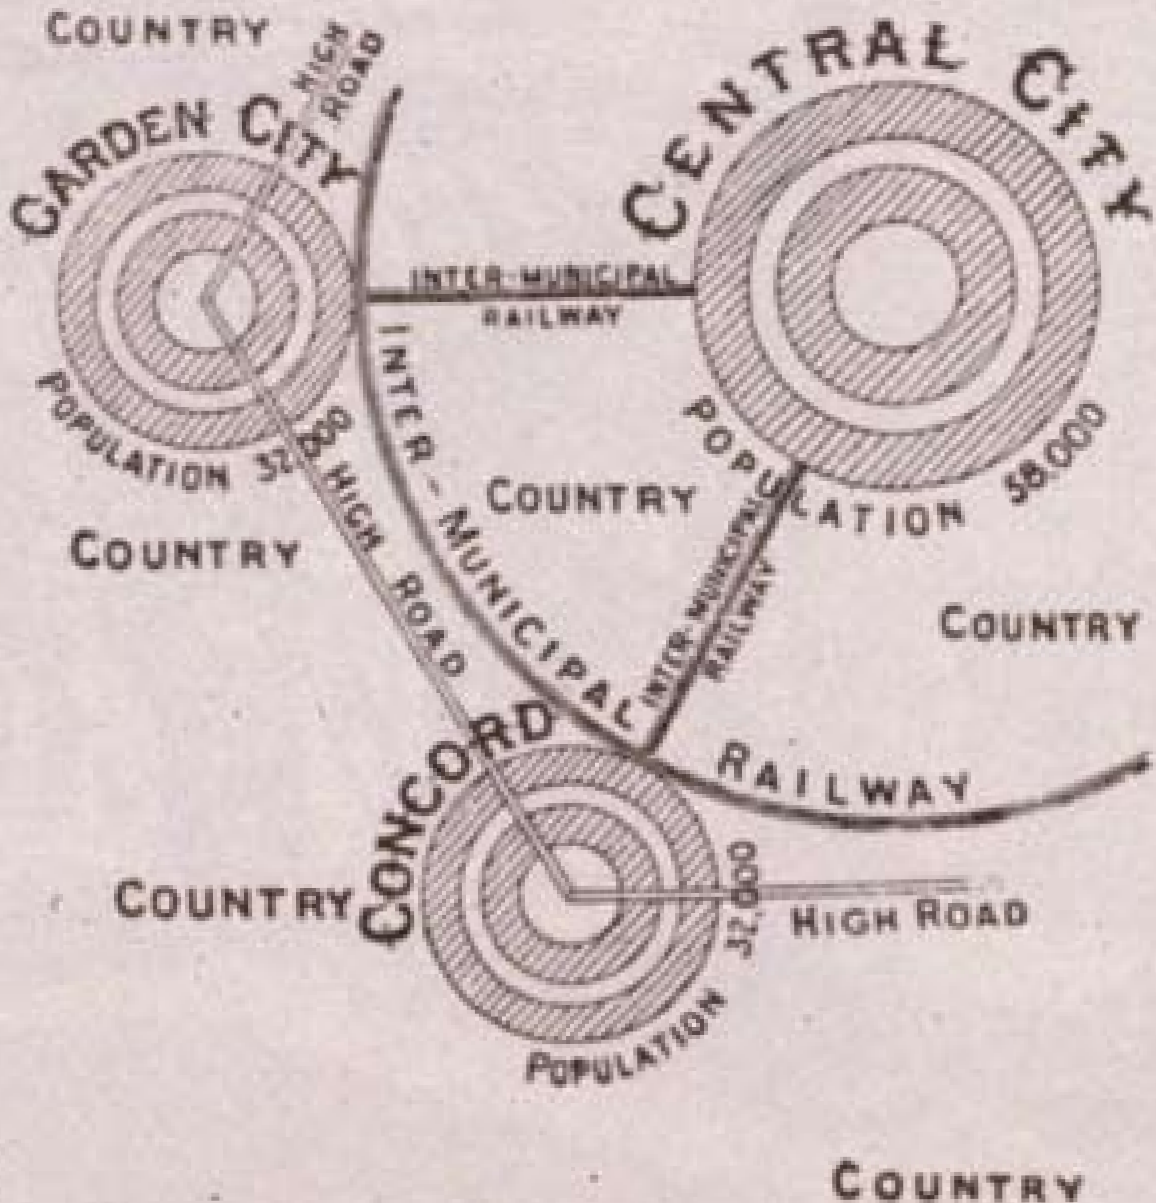 COUNTRY
HIGH
ROAD
GARDEN CITY
CENTRAL CITY
INTER-MUNICIPAL
RAILWAY
POPULATION 32,000
POPULATION 58.000
HIGH ROAD
INTER-MUNICIPAL RAILWAY
COUNTRY
COUNTRY
INTER-MUNICIPAL
RAILWAY
COUNTRY
CONCORD
COUNTRY
HIGH ROAD
POPULATION 32,000
COUNTRY